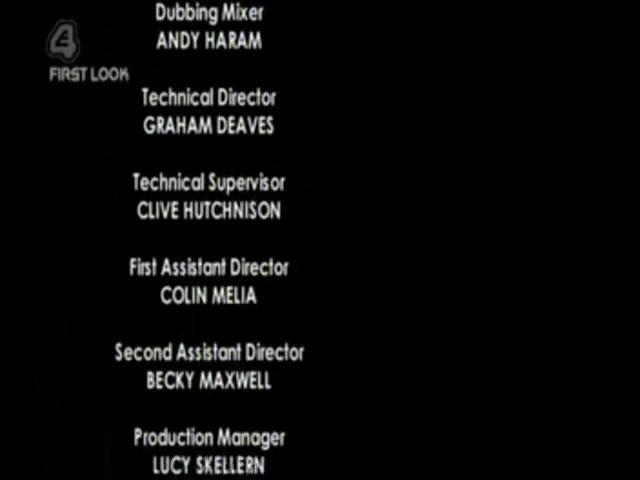 Dubbing Mixer
ANDY HARAM
4
FIRST LOOK
Technical Director
GRAHAM DEAVES
Technical Supervisor
CLIVE HUTCHNISON
First Assistant Director
COLIN MELIA
Second Assistant Director
BECKY MAXWELL
Production Manager
LUCY SKELLERN